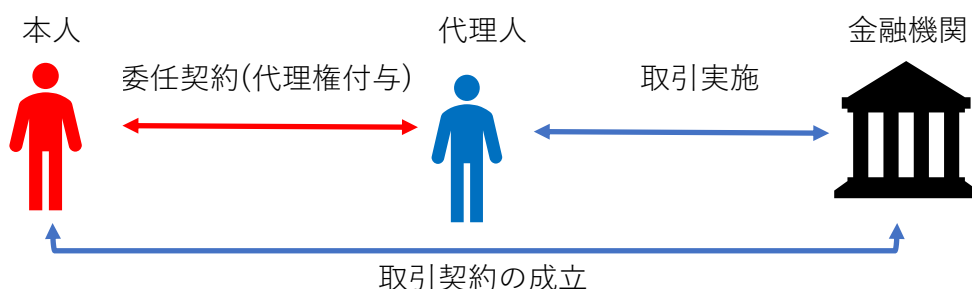 本人
代理人
金融機関
委任契約(代理権付与)
取引実施
取引契約の成立